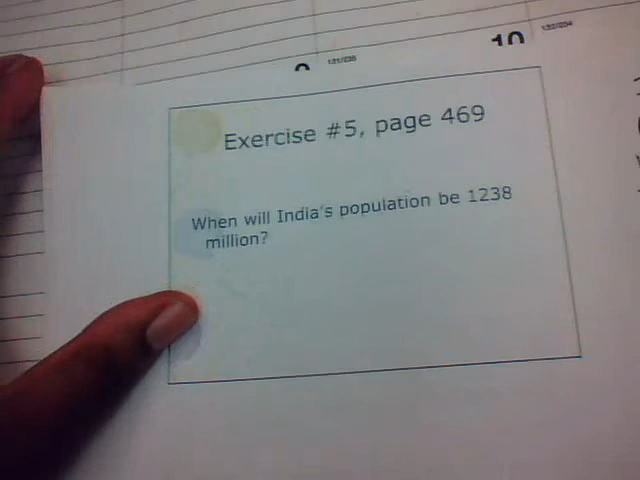 10
Exercise #5, page 469
When will India's population be 1238
million?